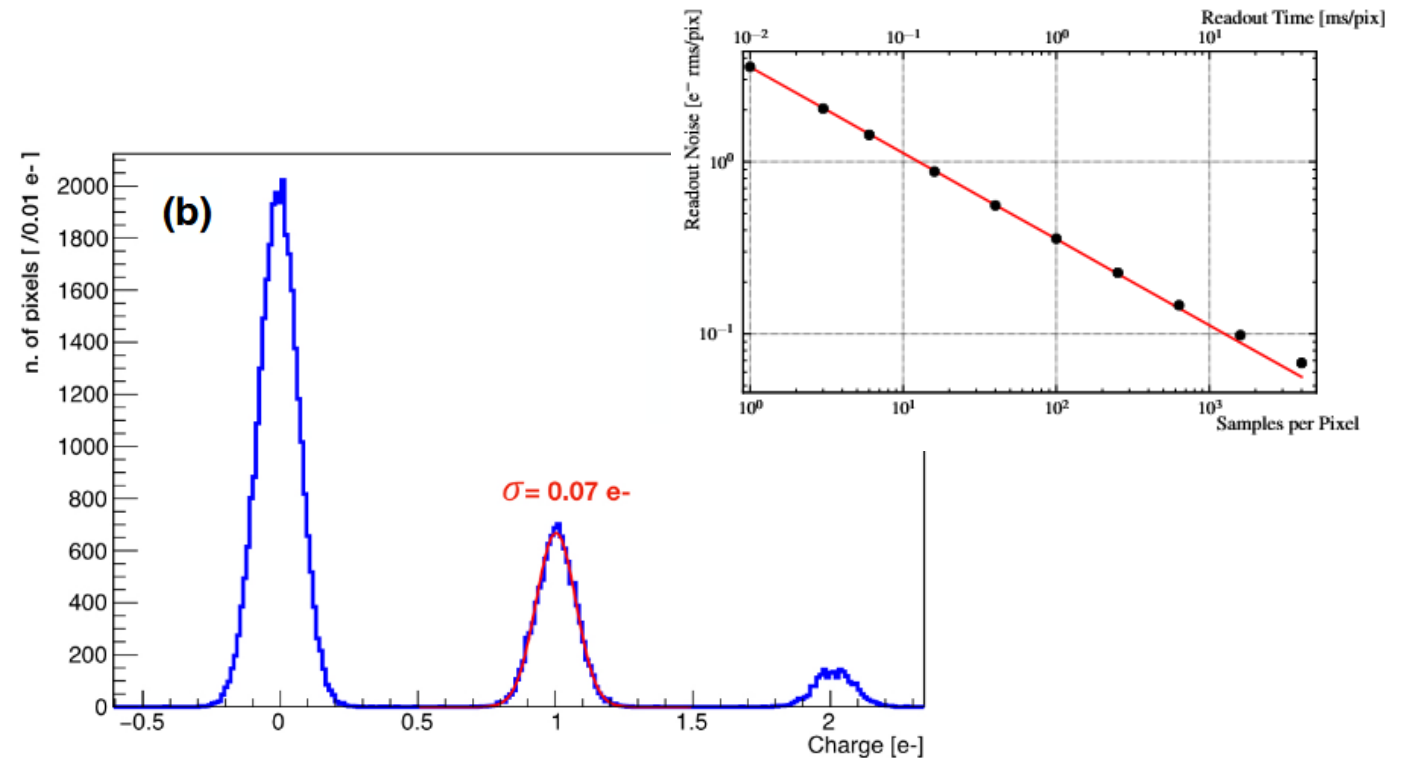 Readout Time [ms/pix]
10⁻² 10⁻¹ 10⁰ 10¹
Readout Noise [e⁻ rms/pix]
10⁰
10⁻¹
10⁰ 10¹ 10² 10³
Samples per Pixel
n. of pixels [ /0.01 e- ]
(b)
2000
1800
1600
1400
1200
1000
800
600
400
200
0
σ = 0.07 e-
−0.5 0 0.5 1 1.5 2
Charge [e-]